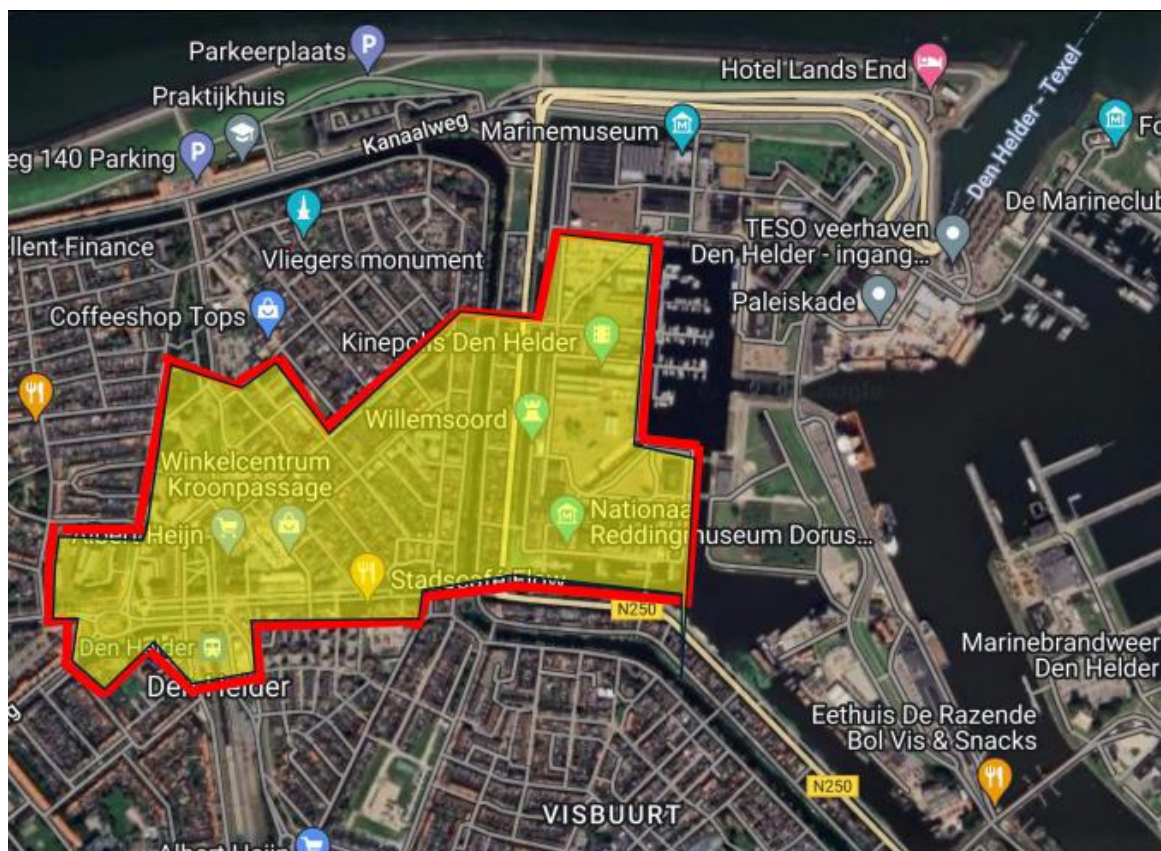 Parkeerplaats
Hotel Lands End
Praktijkhuis
Marinemuseum
Kanaalweg
eg 140 Parking
Den Helder - Texel
Fo
De Marineclub
llent Finance
Vliegers monument
TESO veerhaven
Den Helder - ingang...
Coffeeshop Tops
Paleiskade
Kinepolis Den Helder
Willemsoord
Winkelcentrum
Kroonpassage
Albert Heijn
Nationaa
Reddingmuseum Dorus...
Stadscafé Flow
N250
Den Helder
Den Helder
Marinebrandweer
Den Helder
g
Eethuis De Razende
Bol Vis & Snacks
N250
VISBUURT
Albert Heijn